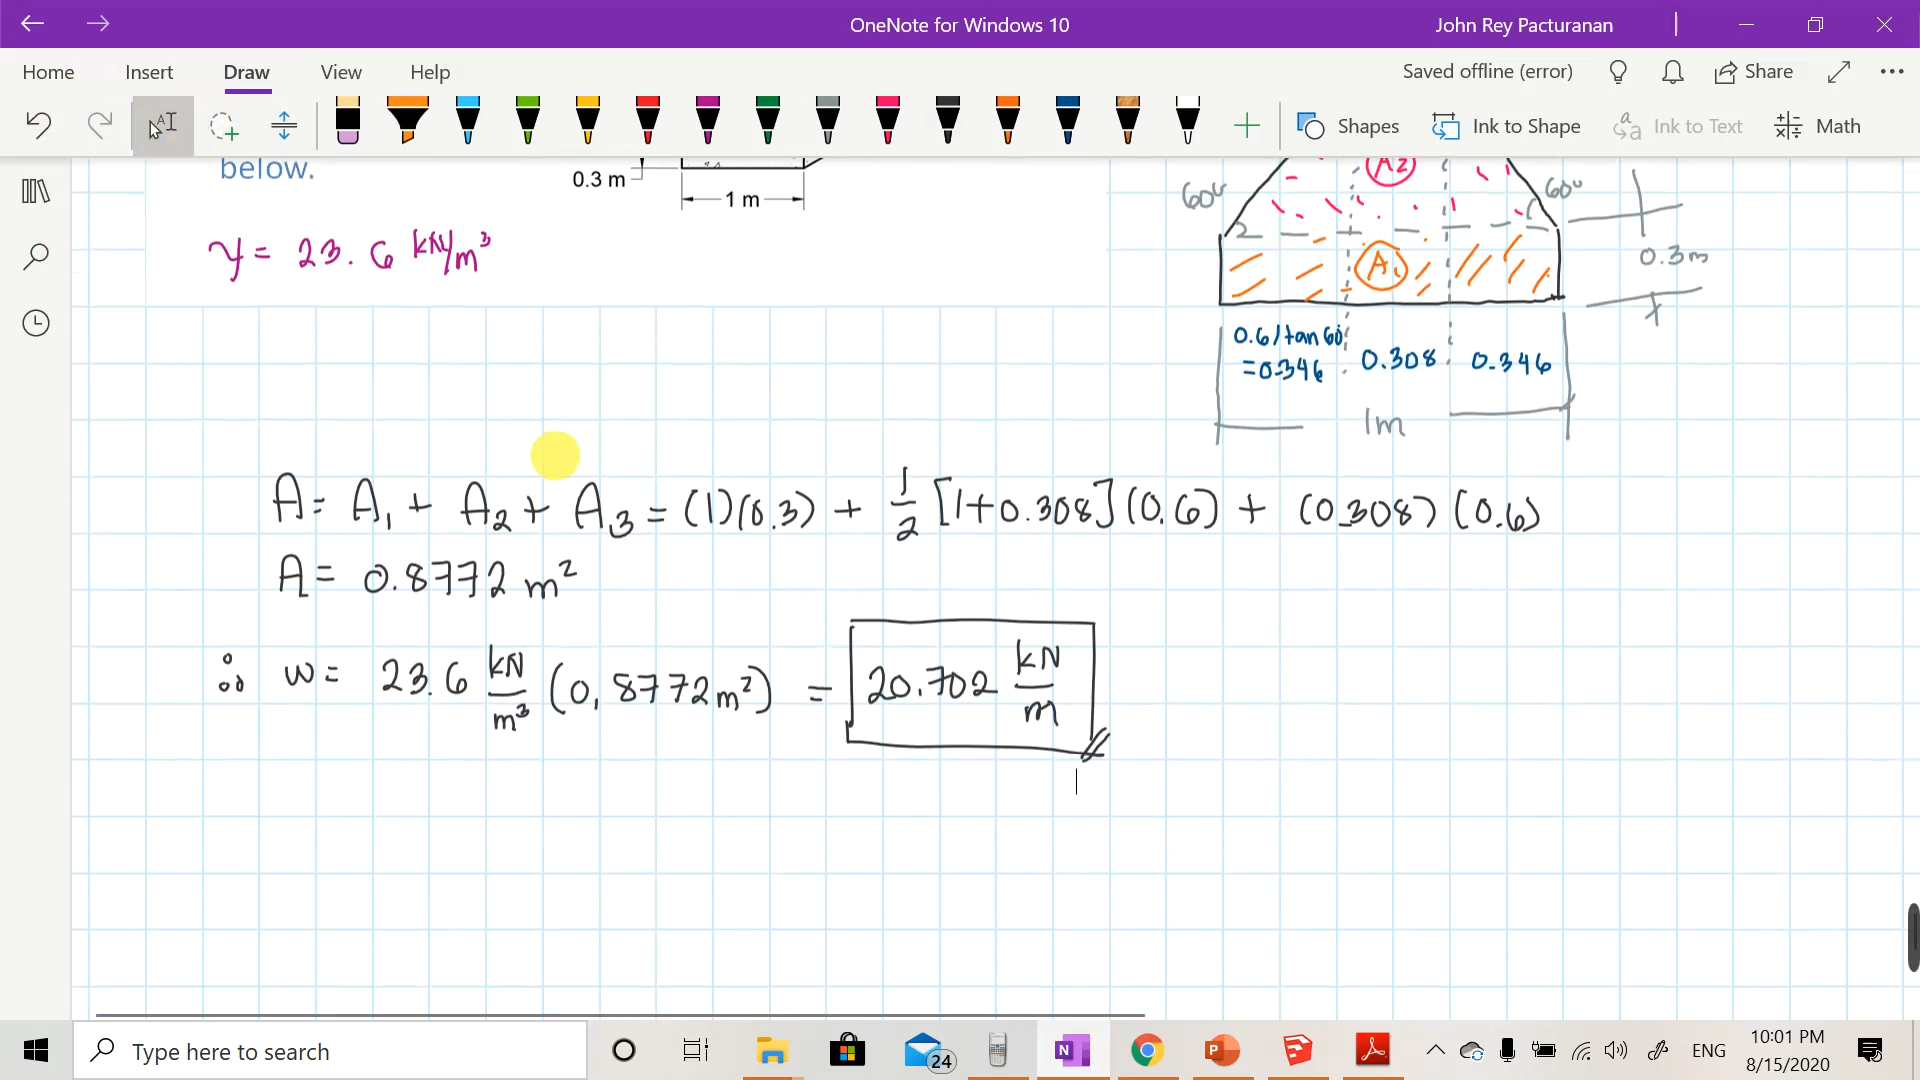 OneNote for Windows 10
John Rey Pacturanan
Home Insert Draw View Help
Saved offline (error)
Share
Shapes
Ink to Shape
Ink to Text
Math
below.
0.3 m
1 m
γ = 23.6 kN/m³
A2
60°
60°
A1
0.3m
0.6/tan60
=0.346
0.308
0.346
1m
A = A₁ + A₂ + A₃ = (1)(0.3) + 1/2 [1+0.308](0.6) + (0.308)(0.6)
A = 0.8772 m²
∴ w = 23.6 kN/m³ (0.8772m²) = 20.702 kN/m
Type here to search
24
ENG
10:01 PM
8/15/2020